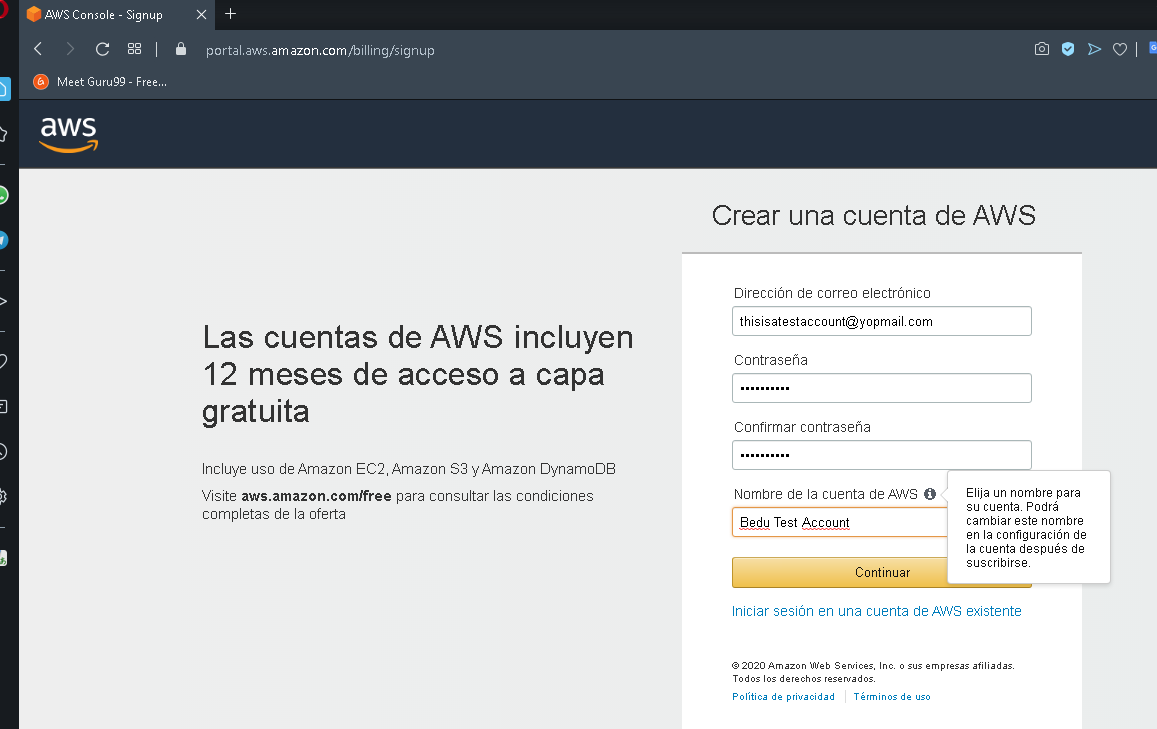 AWS Console - Signup
portal.aws.amazon.com/billing/signup
Meet Guru99 - Free...
aws
Crear una cuenta de AWS
Las cuentas de AWS incluyen
12 meses de acceso a capa
gratuita
Incluye uso de Amazon EC2, Amazon S3 y Amazon DynamoDB
Visite aws.amazon.com/free para consultar las condiciones
completas de la oferta
Dirección de correo electrónico
thisisatestaccount@yopmail.com
Contraseña
••••••••••
Confirmar contraseña
••••••••••
Nombre de la cuenta de AWS
Bedu Test Account
Elija un nombre para
su cuenta. Podrá
cambiar este nombre
en la configuración de
la cuenta después de
suscribirse.
Continuar
Iniciar sesión en una cuenta de AWS existente
© 2020 Amazon Web Services, Inc. o sus empresas afiliadas.
Todos los derechos reservados.
Política de privacidad | Términos de uso